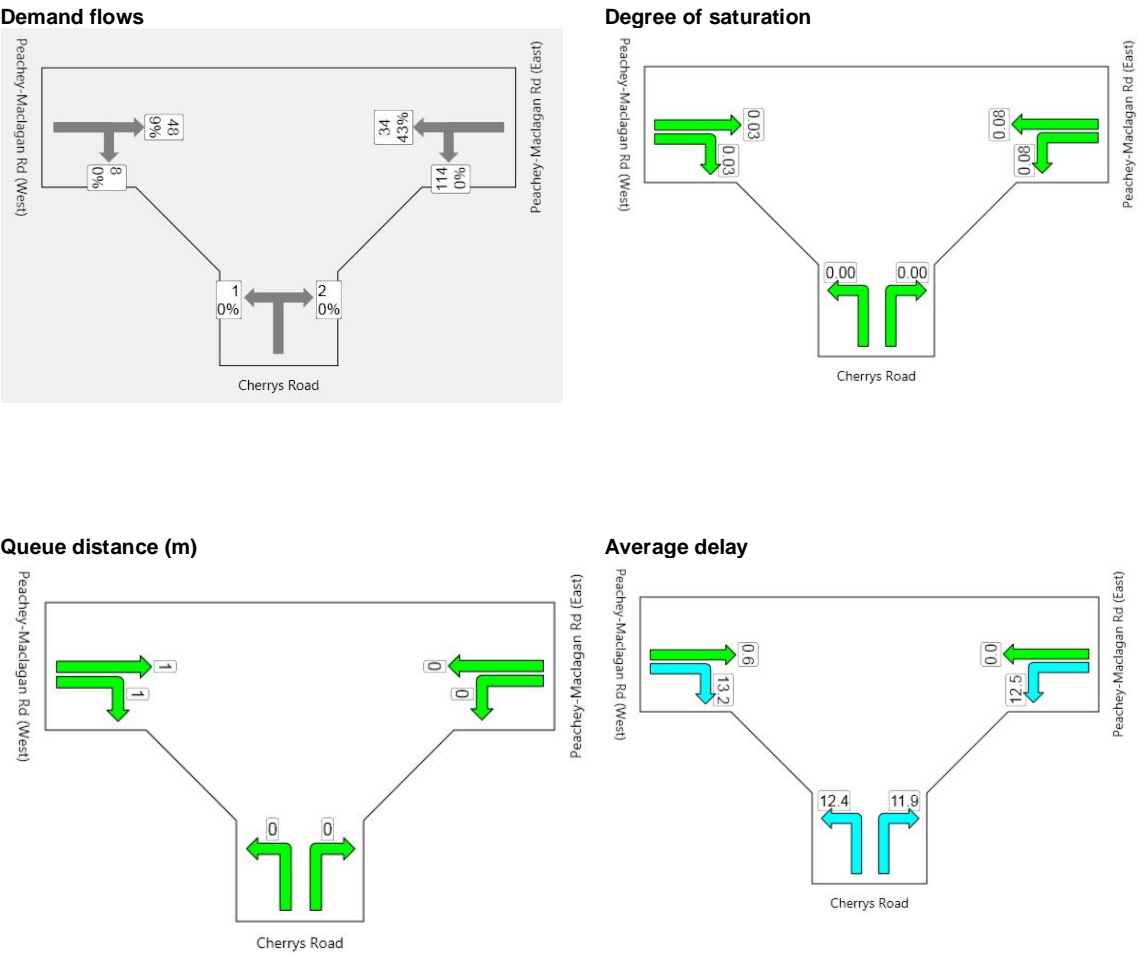 Demand flows
Peachey-Maclagan Rd (West)
48
6%
8
0%
34
43%
114
0%
Peachey-Maclagan Rd (East)
1
0%
2
0%
Cherrys Road
Degree of saturation
Peachey-Maclagan Rd (West)
0.03
0.03
0.08
0.08
Peachey-Maclagan Rd (East)
0.00
0.00
Cherrys Road
Queue distance (m)
Peachey-Maclagan Rd (West)
1
1
0
0
Peachey-Maclagan Rd (East)
0
0
Cherrys Road
Average delay
Peachey-Maclagan Rd (West)
0.6
13.2
0.0
12.5
Peachey-Maclagan Rd (East)
12.4
11.9
Cherrys Road